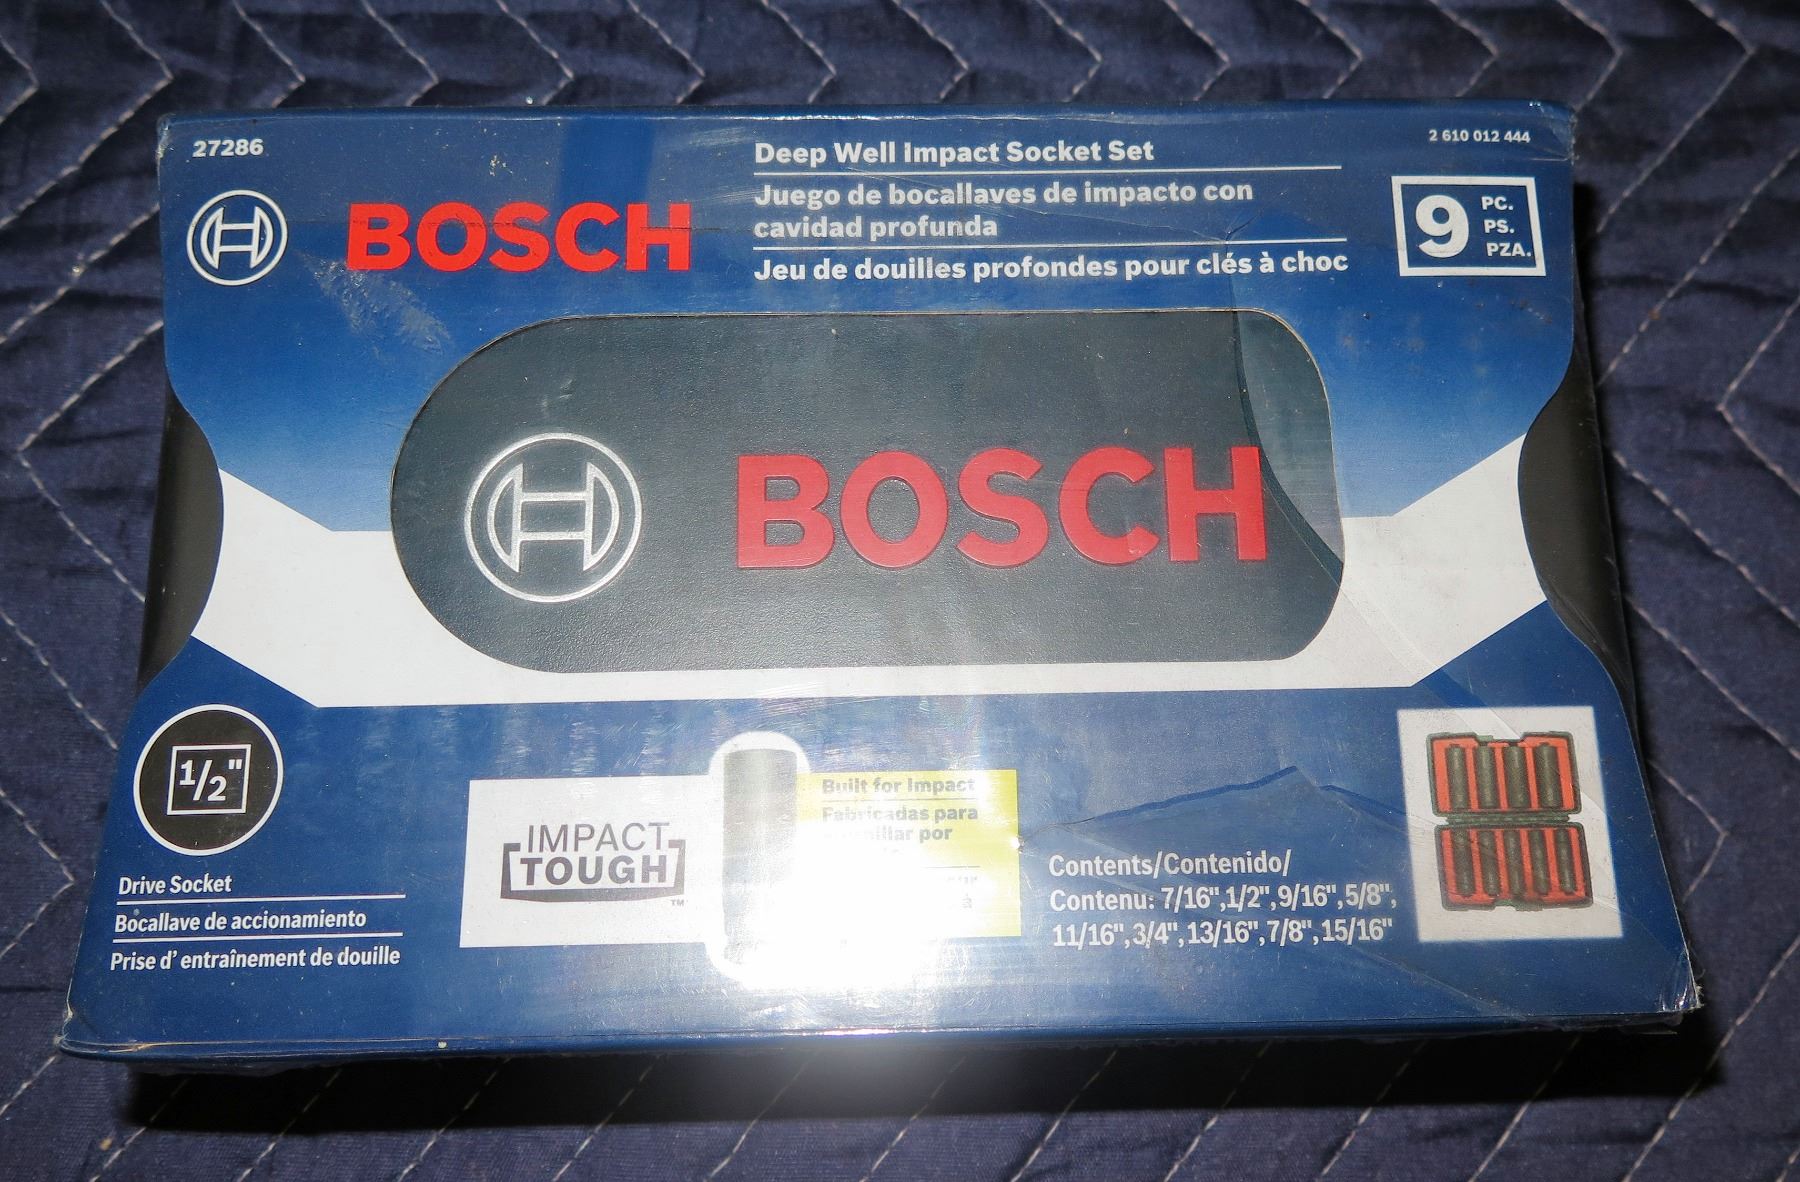 27286
BOSCH
Deep Well Impact Socket Set
Juego de bocallaves de impacto con
cavidad profunda
Jeu de douilles profondes pour clés à choc
2 610 012 444
9
PC.
PS.
PZA.
BOSCH
1/2"
Drive Socket
Bocallave de accionamiento
Prise d' entraînement de douille
IMPACT
TOUGH™
Built for Impact
Fabricadas para
por
à
Contents/Contenido/
Contenu: 7/16",1/2",9/16",5/8",
11/16",3/4",13/16",7/8",15/16"